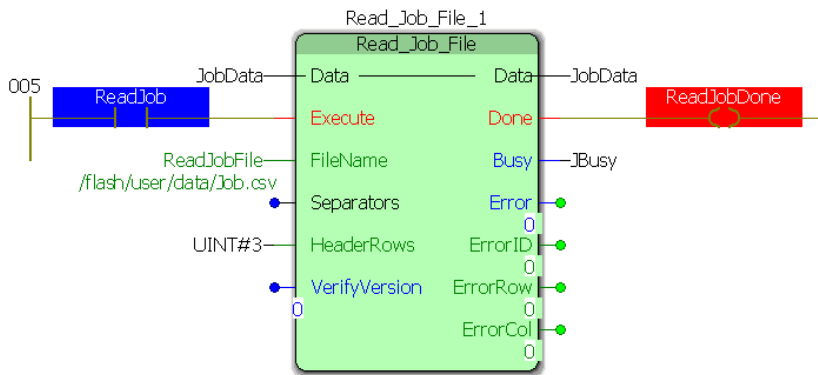 Read_Job_File_1
Read_Job_File
JobData Data Data JobData
005
ReadJob Execute Done ReadJobDone
ReadJobFile FileName Busy JBusy
/flash/user/data/Job.csv
Separators Error
0
UINT#3 HeaderRows ErrorID
0
VerifyVersion ErrorRow
0 0
ErrorCol
0